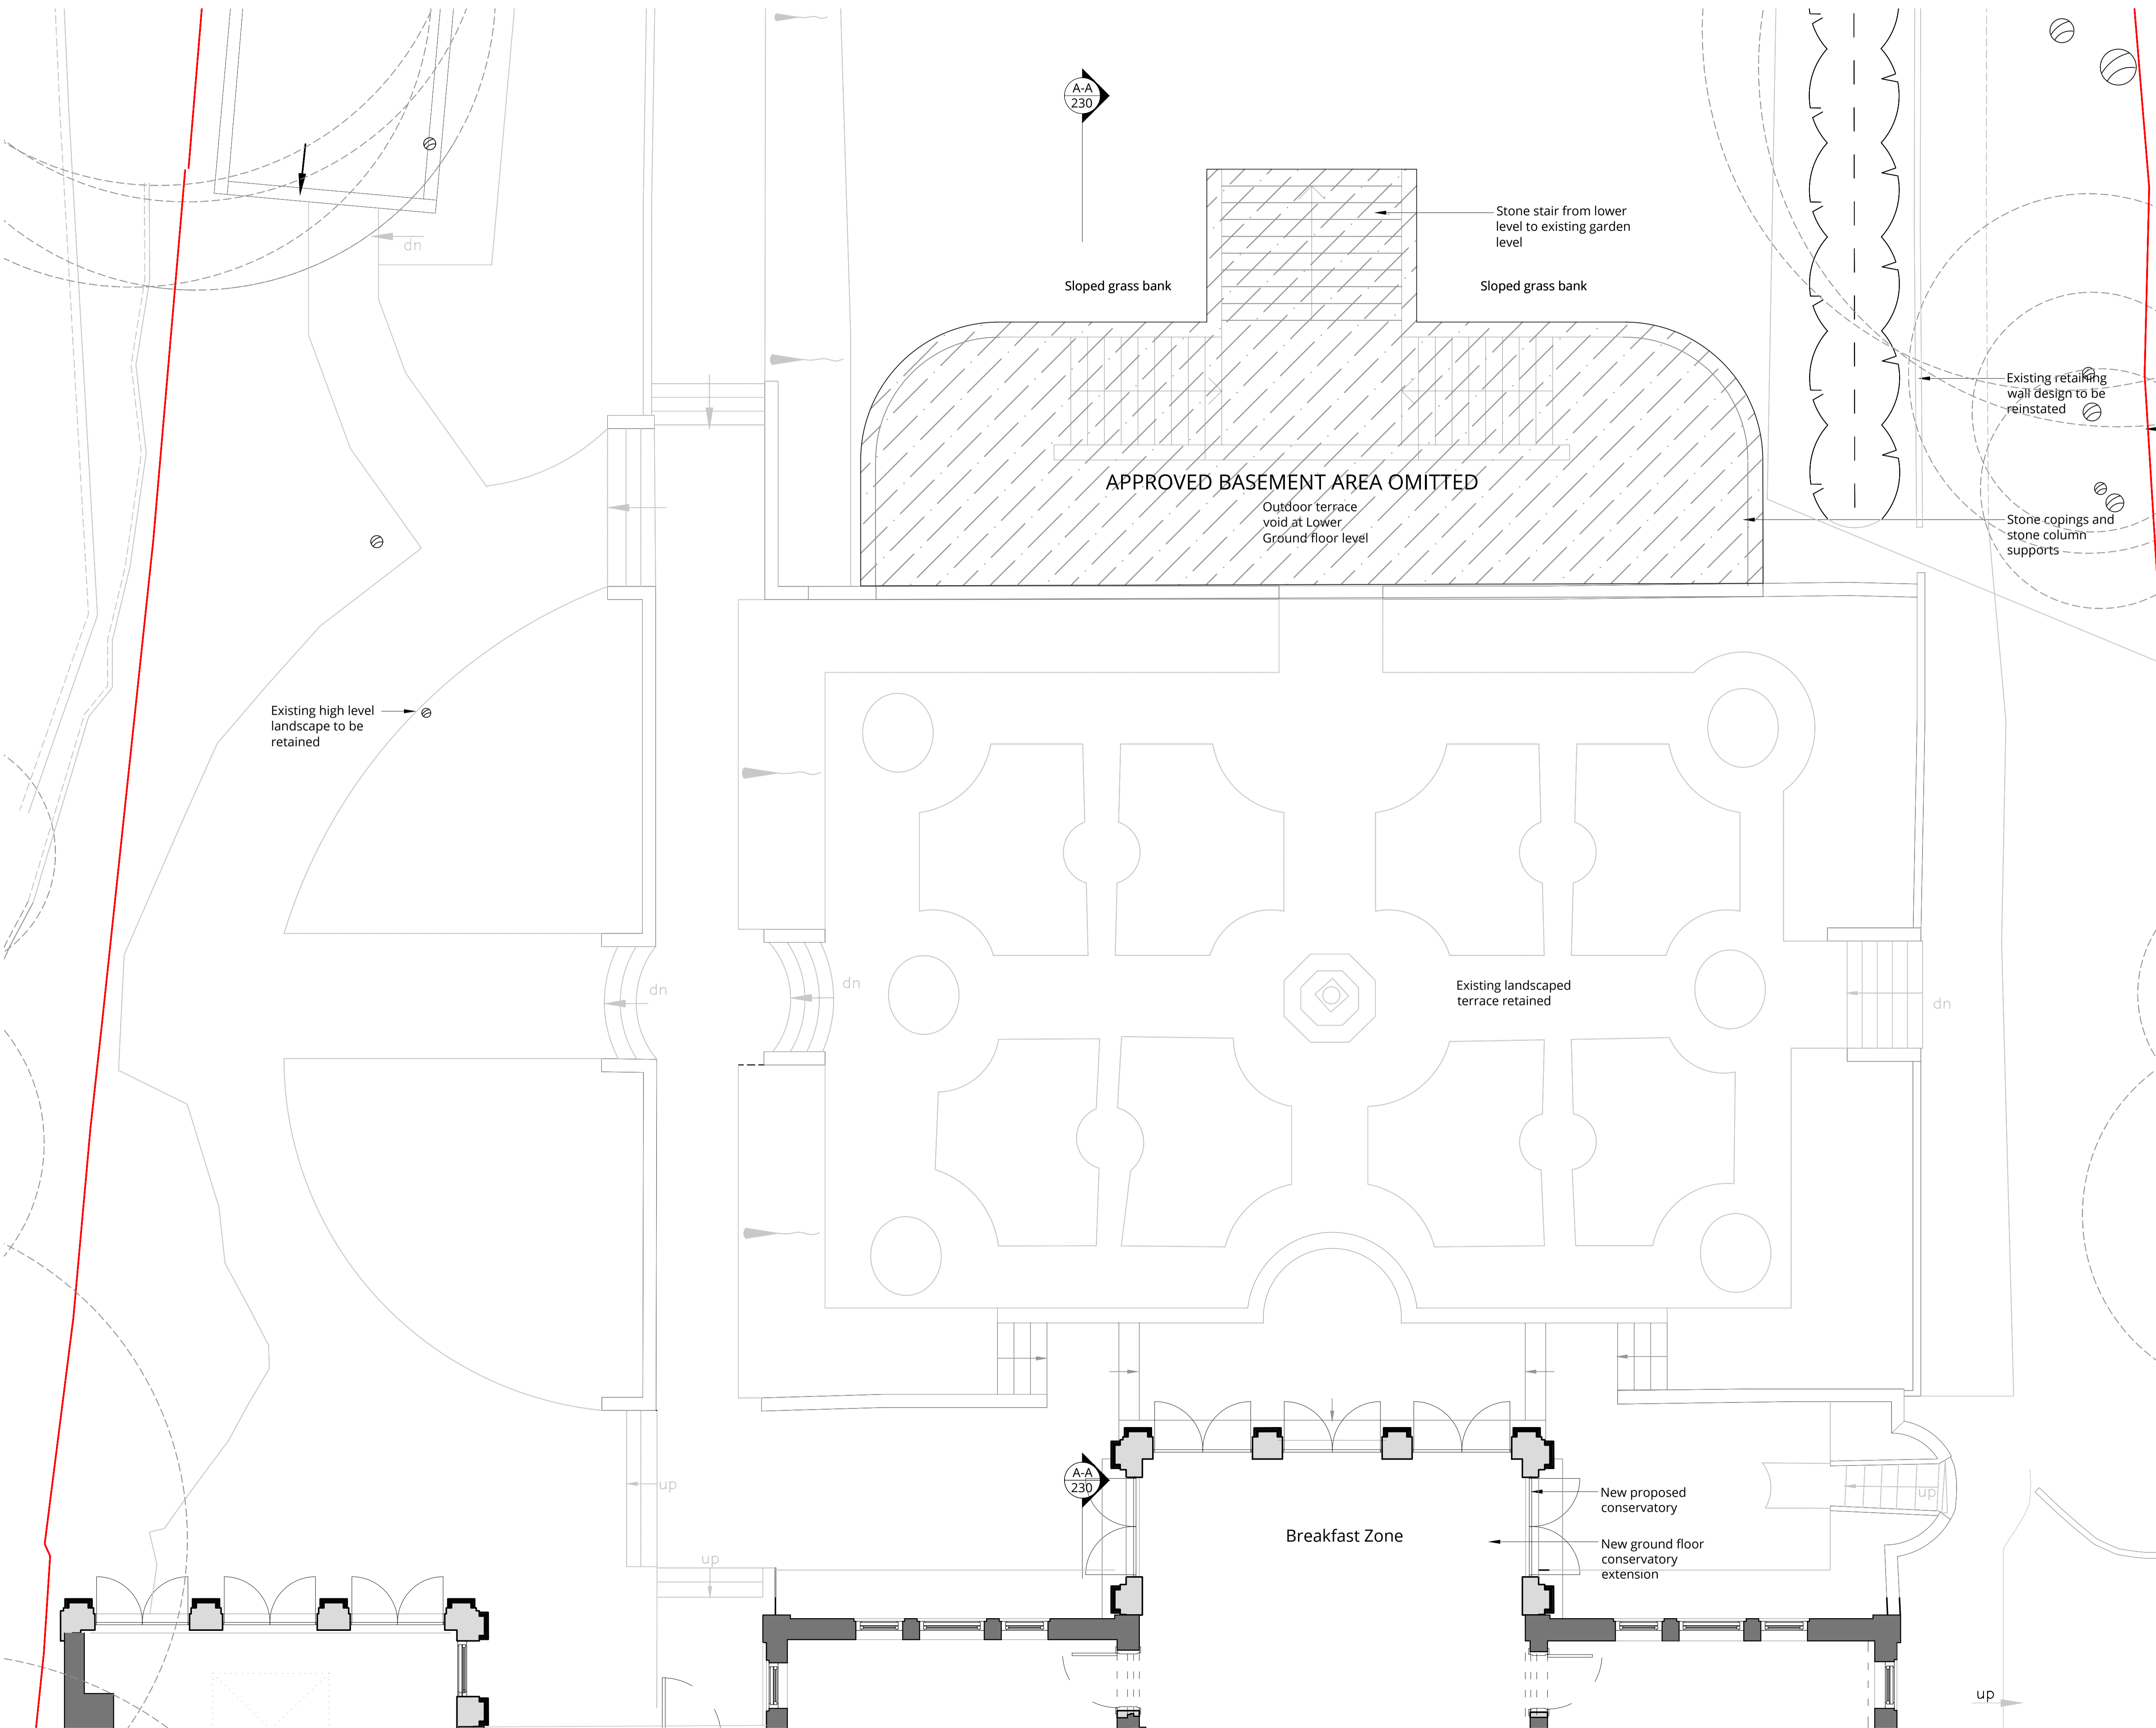 A-A
230
Stone stair from lower
level to existing garden
level
dn
Sloped grass bank
Sloped grass bank
Existing retaining
wall design to be
reinstated
APPROVED BASEMENT AREA OMITTED
Outdoor terrace
void at Lower
Ground floor level
Stone copings and
stone column
supports
Existing high level
landscape to be
retained
dn
dn
Existing landscaped
terrace retained
dn
A-A
230
up
New proposed
conservatory
up
Breakfast Zone
New ground floor
conservatory
extension
up
up